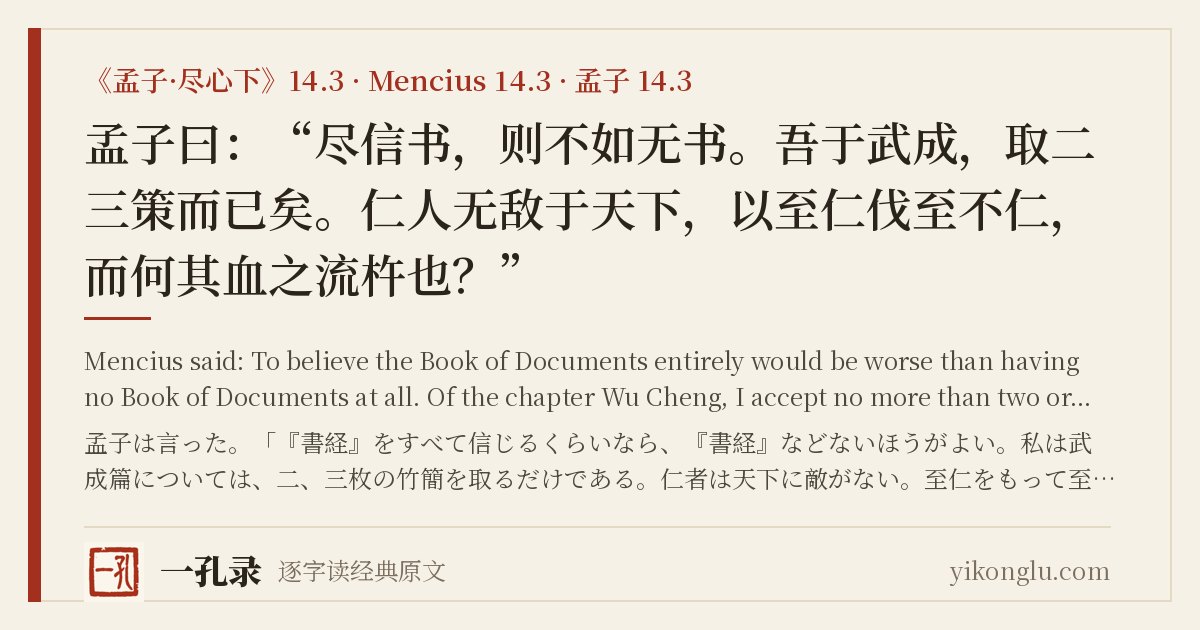 《孟子·尽心下》14.3 · Mencius 14.3 · 孟子 14.3
孟子曰：“尽信书，则不如无书。吾于武成，取二
三策而已矣。仁人无敌于天下，以至仁伐至不仁，
而何其血之流杵也？”
Mencius said: To believe the Book of Documents entirely would be worse than having
no Book of Documents at all. Of the chapter Wu Cheng, I accept no more than two or...
孟子は言った。「『書経』をすべて信じるくらいなら、『書経』などないほうがよい。私は武
成篇については、二、三枚の竹簡を取るだけである。仁者は天下に敵がない。至仁をもって至…
一孔
一孔录 逐字读经典原文 yikonglu.com